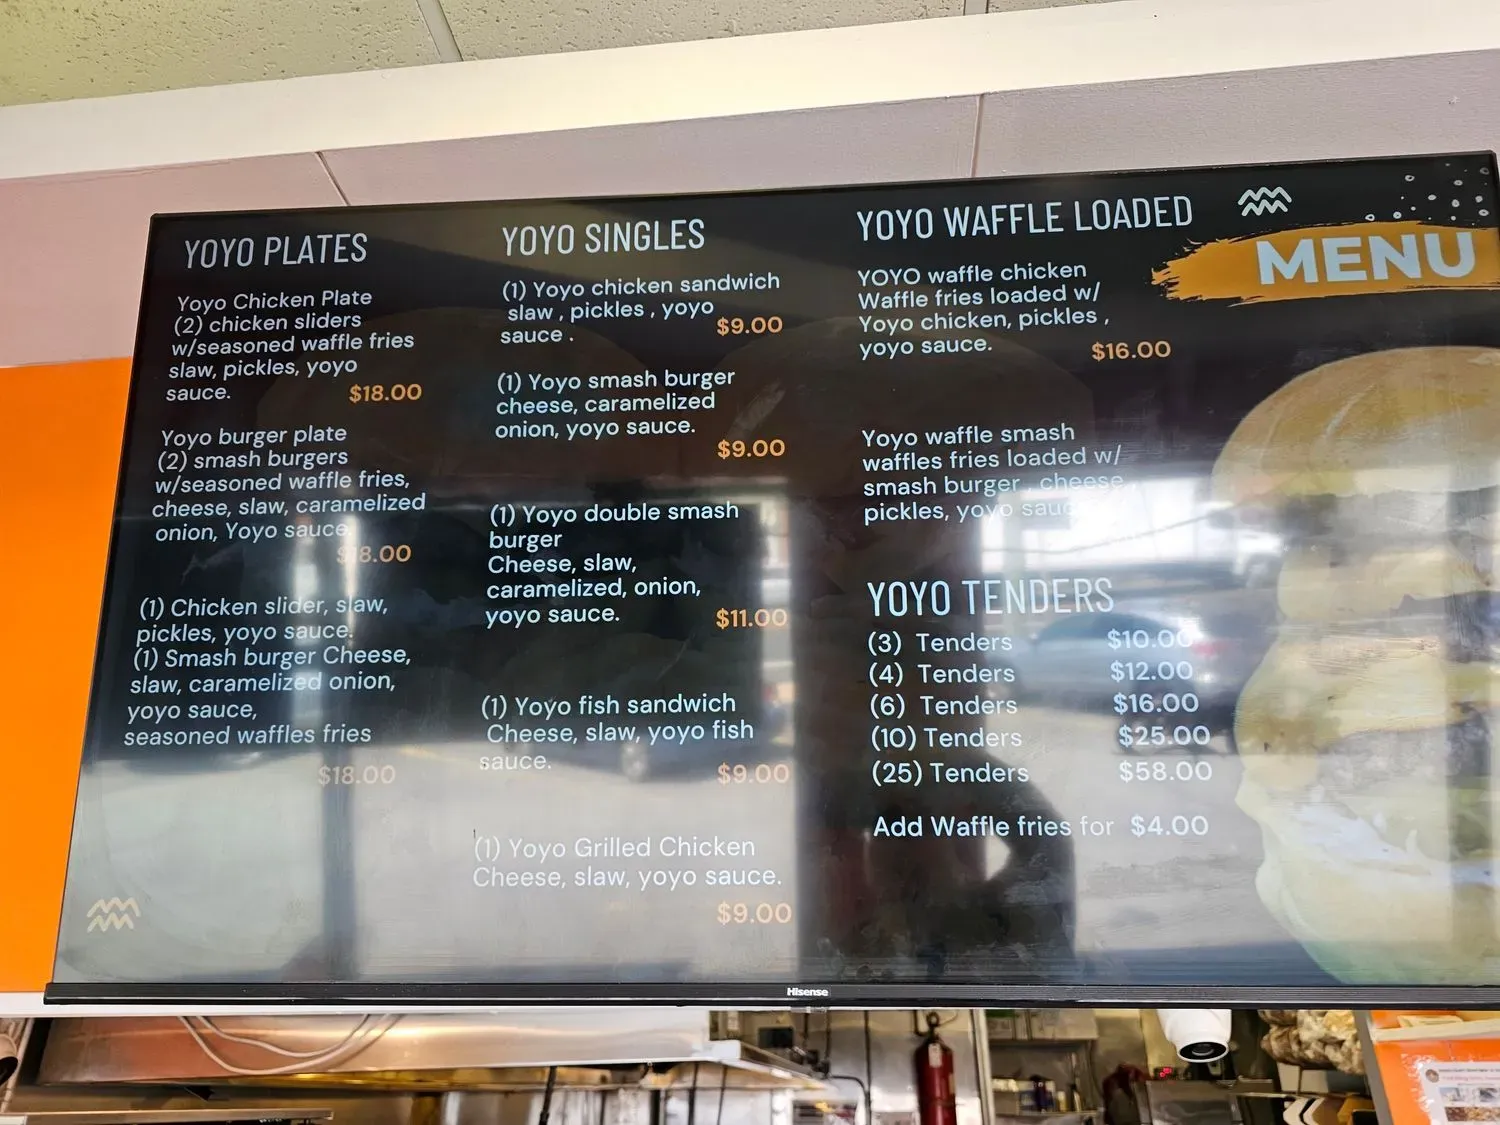 YOYO PLATES
Yoyo Chicken Plate
(2) chicken sliders
w/seasoned waffle fries
slaw, pickles, yoyo
sauce.
$18.00
Yoyo burger plate
(2) smash burgers
w/seasoned waffle fries,
cheese, slaw, caramelized
onion, Yoyo sauce.
$18.00
(1) Chicken slider, slaw,
pickles, yoyo sauce.
(1) Smash burger Cheese,
slaw, caramelized onion,
yoyo sauce,
seasoned waffles fries
$18.00
YOYO SINGLES
(1) Yoyo chicken sandwich
slaw , pickles , yoyo
sauce .
$9.00
(1) Yoyo smash burger
cheese, caramelized
onion, yoyo sauce.
$9.00
(1) Yoyo double smash
burger
Cheese, slaw,
caramelized, onion,
yoyo sauce.
$11.00
(1) Yoyo fish sandwich
Cheese, slaw, yoyo fish
sauce.
$9.00
(1) Yoyo Grilled Chicken
Cheese, slaw, yoyo sauce.
$9.00
YOYO WAFFLE LOADED
YOYO waffle chicken
Waffle fries loaded w/
Yoyo chicken, pickles ,
yoyo sauce.
$16.00
Yoyo waffle smash
waffles fries loaded w/
smash burger , cheese ,
pickles, yoyo sauce
YOYO TENDERS
(3) Tenders $10.00
(4) Tenders $12.00
(6) Tenders $16.00
(10) Tenders $25.00
(25) Tenders $58.00
Add Waffle fries for $4.00
MENU
Hisense